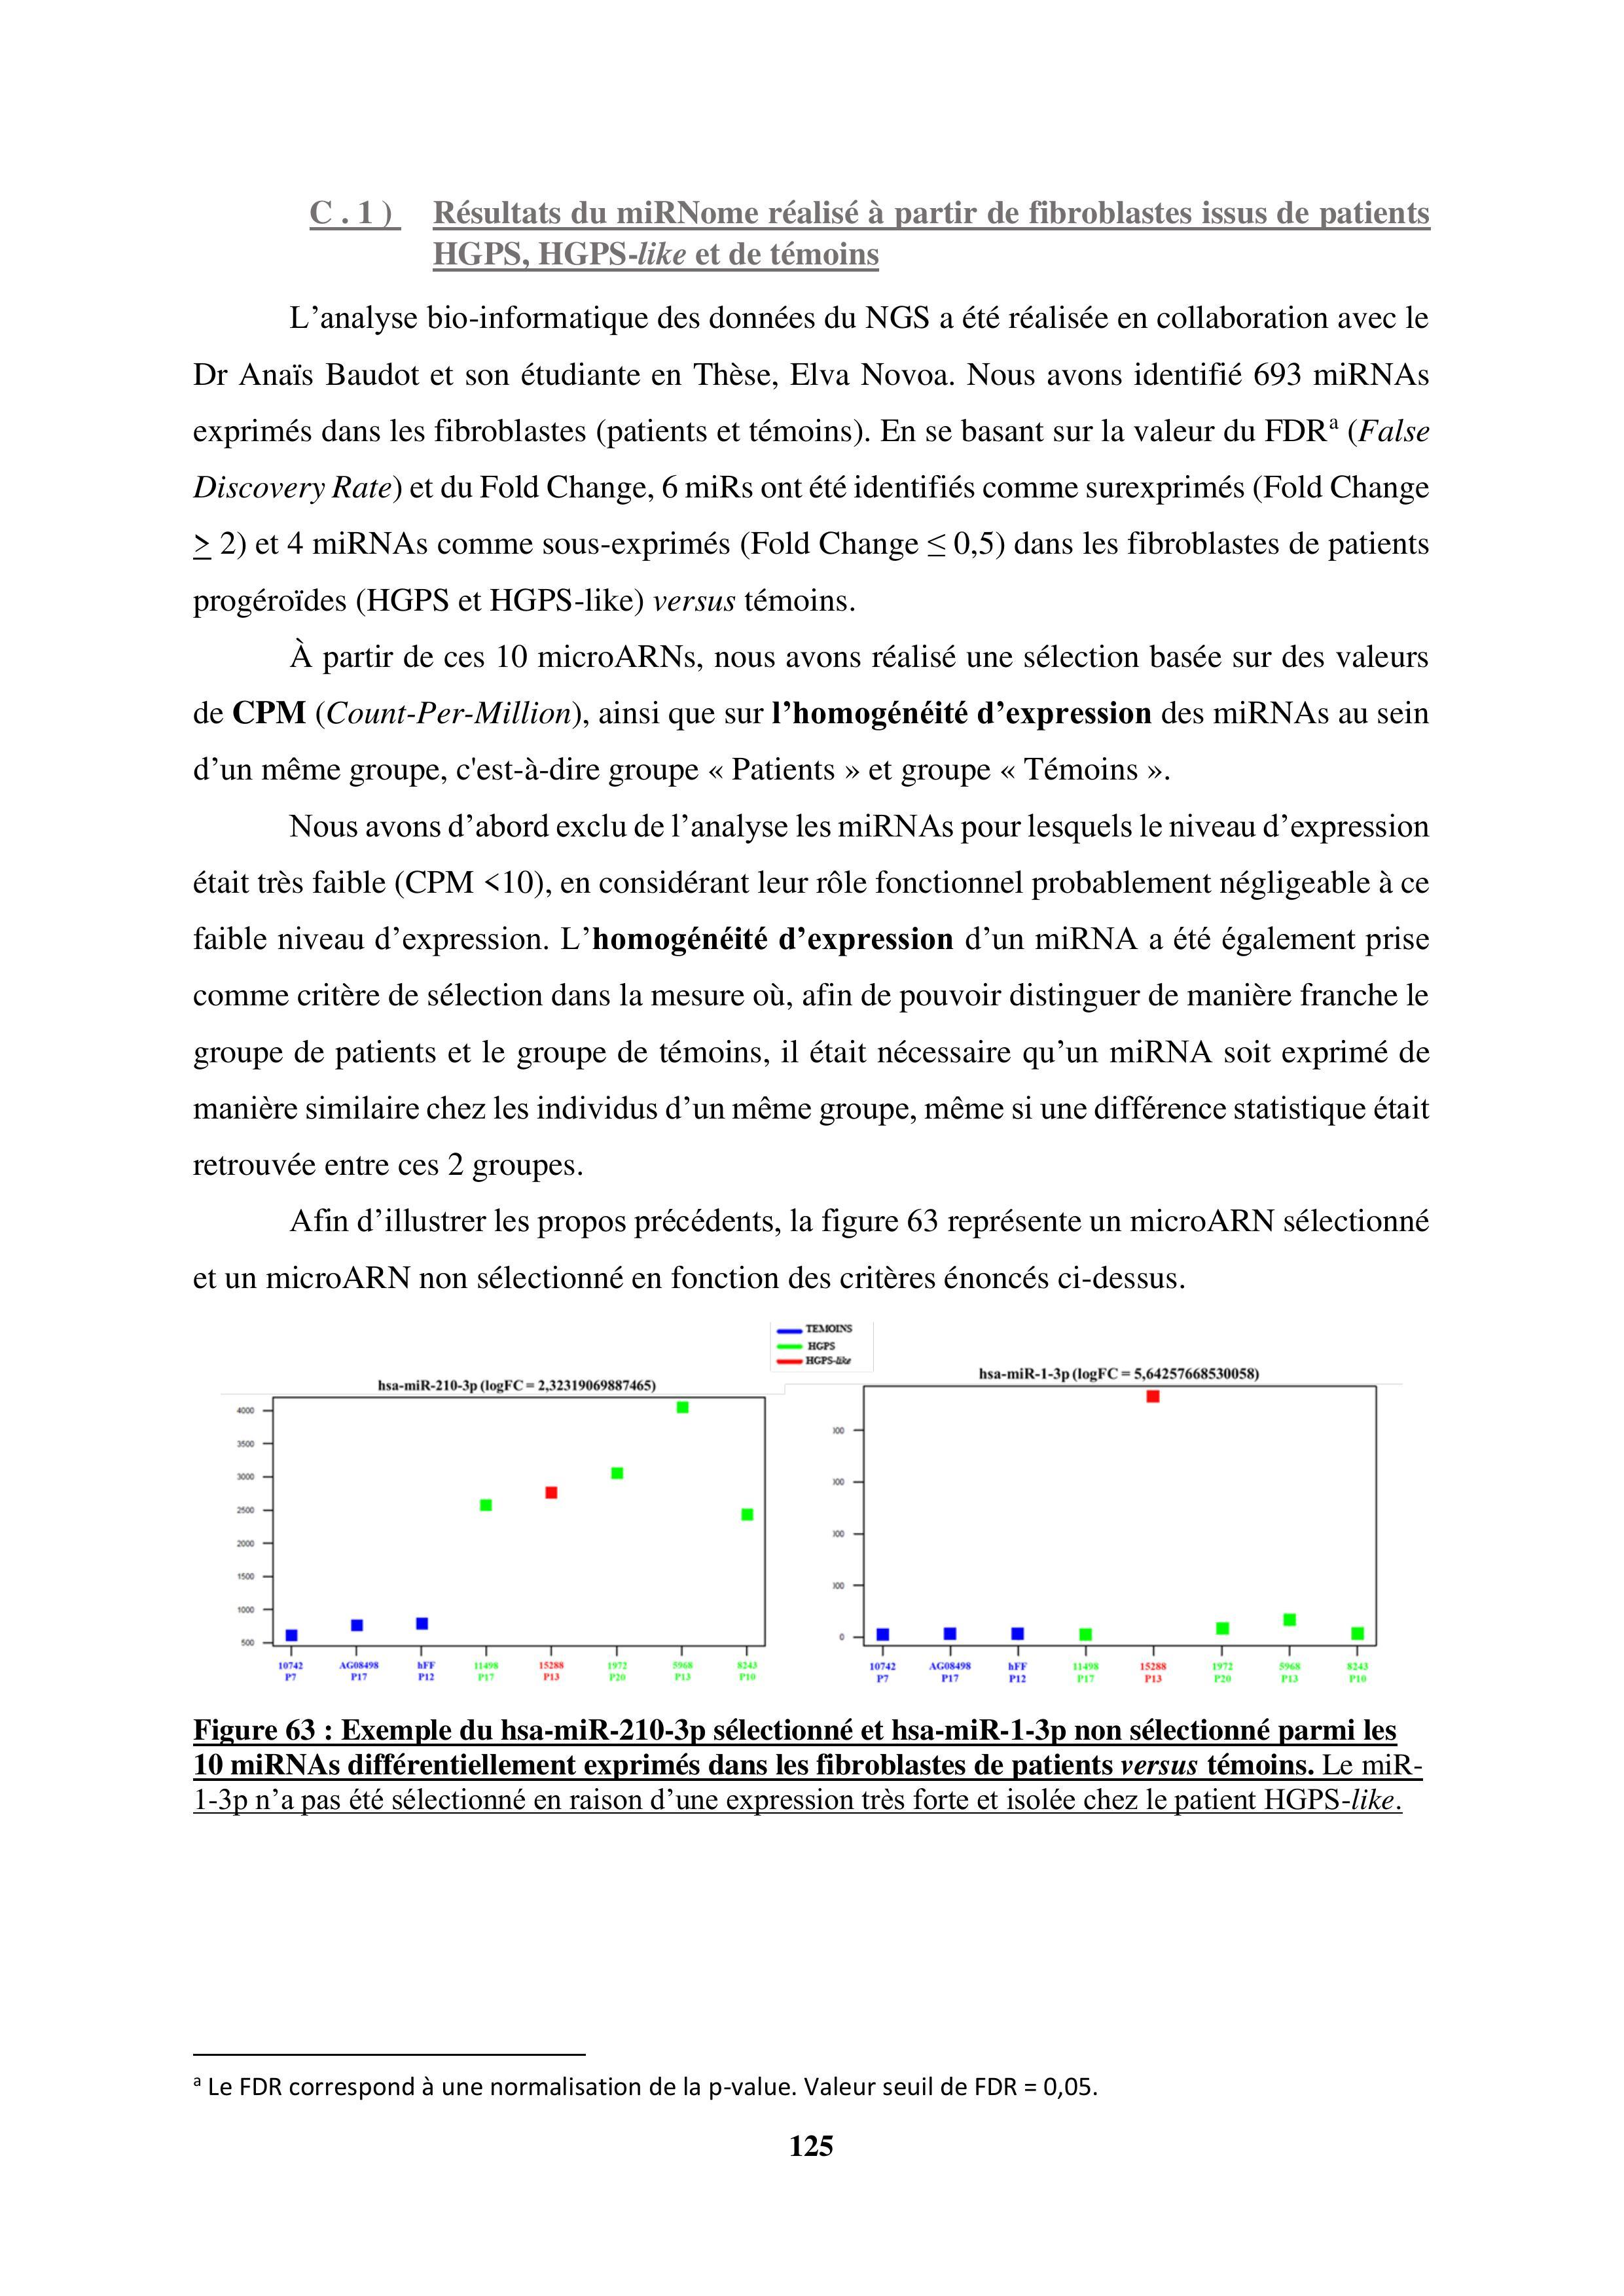 C . 1 ) Résultats du miRNome réalisé à partir de fibroblastes issus de patients
HGPS, HGPS-like et de témoins
L’analyse bio-informatique des données du NGS a été réalisée en collaboration avec le
Dr Anaïs Baudot et son étudiante en Thèse, Elva Novoa. Nous avons identifié 693 miRNAs
exprimés dans les fibroblastes (patients et témoins). En se basant sur la valeur du FDRᵃ (False
Discovery Rate) et du Fold Change, 6 miRs ont été identifiés comme surexprimés (Fold Change
> 2) et 4 miRNAs comme sous-exprimés (Fold Change ≤ 0,5) dans les fibroblastes de patients
progéroïdes (HGPS et HGPS-like) versus témoins.
À partir de ces 10 microARNs, nous avons réalisé une sélection basée sur des valeurs
de CPM (Count-Per-Million), ainsi que sur l’homogénéité d’expression des miRNAs au sein
d’un même groupe, c'est-à-dire groupe « Patients » et groupe « Témoins ».
Nous avons d’abord exclu de l’analyse les miRNAs pour lesquels le niveau d’expression
était très faible (CPM <10), en considérant leur rôle fonctionnel probablement négligeable à ce
faible niveau d’expression. L’homogénéité d’expression d’un miRNA a été également prise
comme critère de sélection dans la mesure où, afin de pouvoir distinguer de manière franche le
groupe de patients et le groupe de témoins, il était nécessaire qu’un miRNA soit exprimé de
manière similaire chez les individus d’un même groupe, même si une différence statistique était
retrouvée entre ces 2 groupes.
Afin d’illustrer les propos précédents, la figure 63 représente un microARN sélectionné
et un microARN non sélectionné en fonction des critères énoncés ci-dessus.
TEMOINS
HGPS
HGPS-like
hsa-miR-210-3p (logFC = 2,32319069887465)
4000
3500
3000
2500
2000
1500
1000
500
10742 AG08498 hFF 11498 15288 1972 5968 8243
P7 P17 P12 P17 P13 P20 P13 P10
hsa-miR-1-3p (logFC = 5,64257668530058)
000
000
000
000
0
10742 AG08498 hFF 11498 15288 1972 5968 8243
P7 P17 P12 P17 P13 P20 P13 P10
Figure 63 : Exemple du hsa-miR-210-3p sélectionné et hsa-miR-1-3p non sélectionné parmi les
10 miRNAs différentiellement exprimés dans les fibroblastes de patients versus témoins. Le miR-
1-3p n’a pas été sélectionné en raison d’une expression très forte et isolée chez le patient HGPS-like.
ᵃ Le FDR correspond à une normalisation de la p-value. Valeur seuil de FDR = 0,05.
125